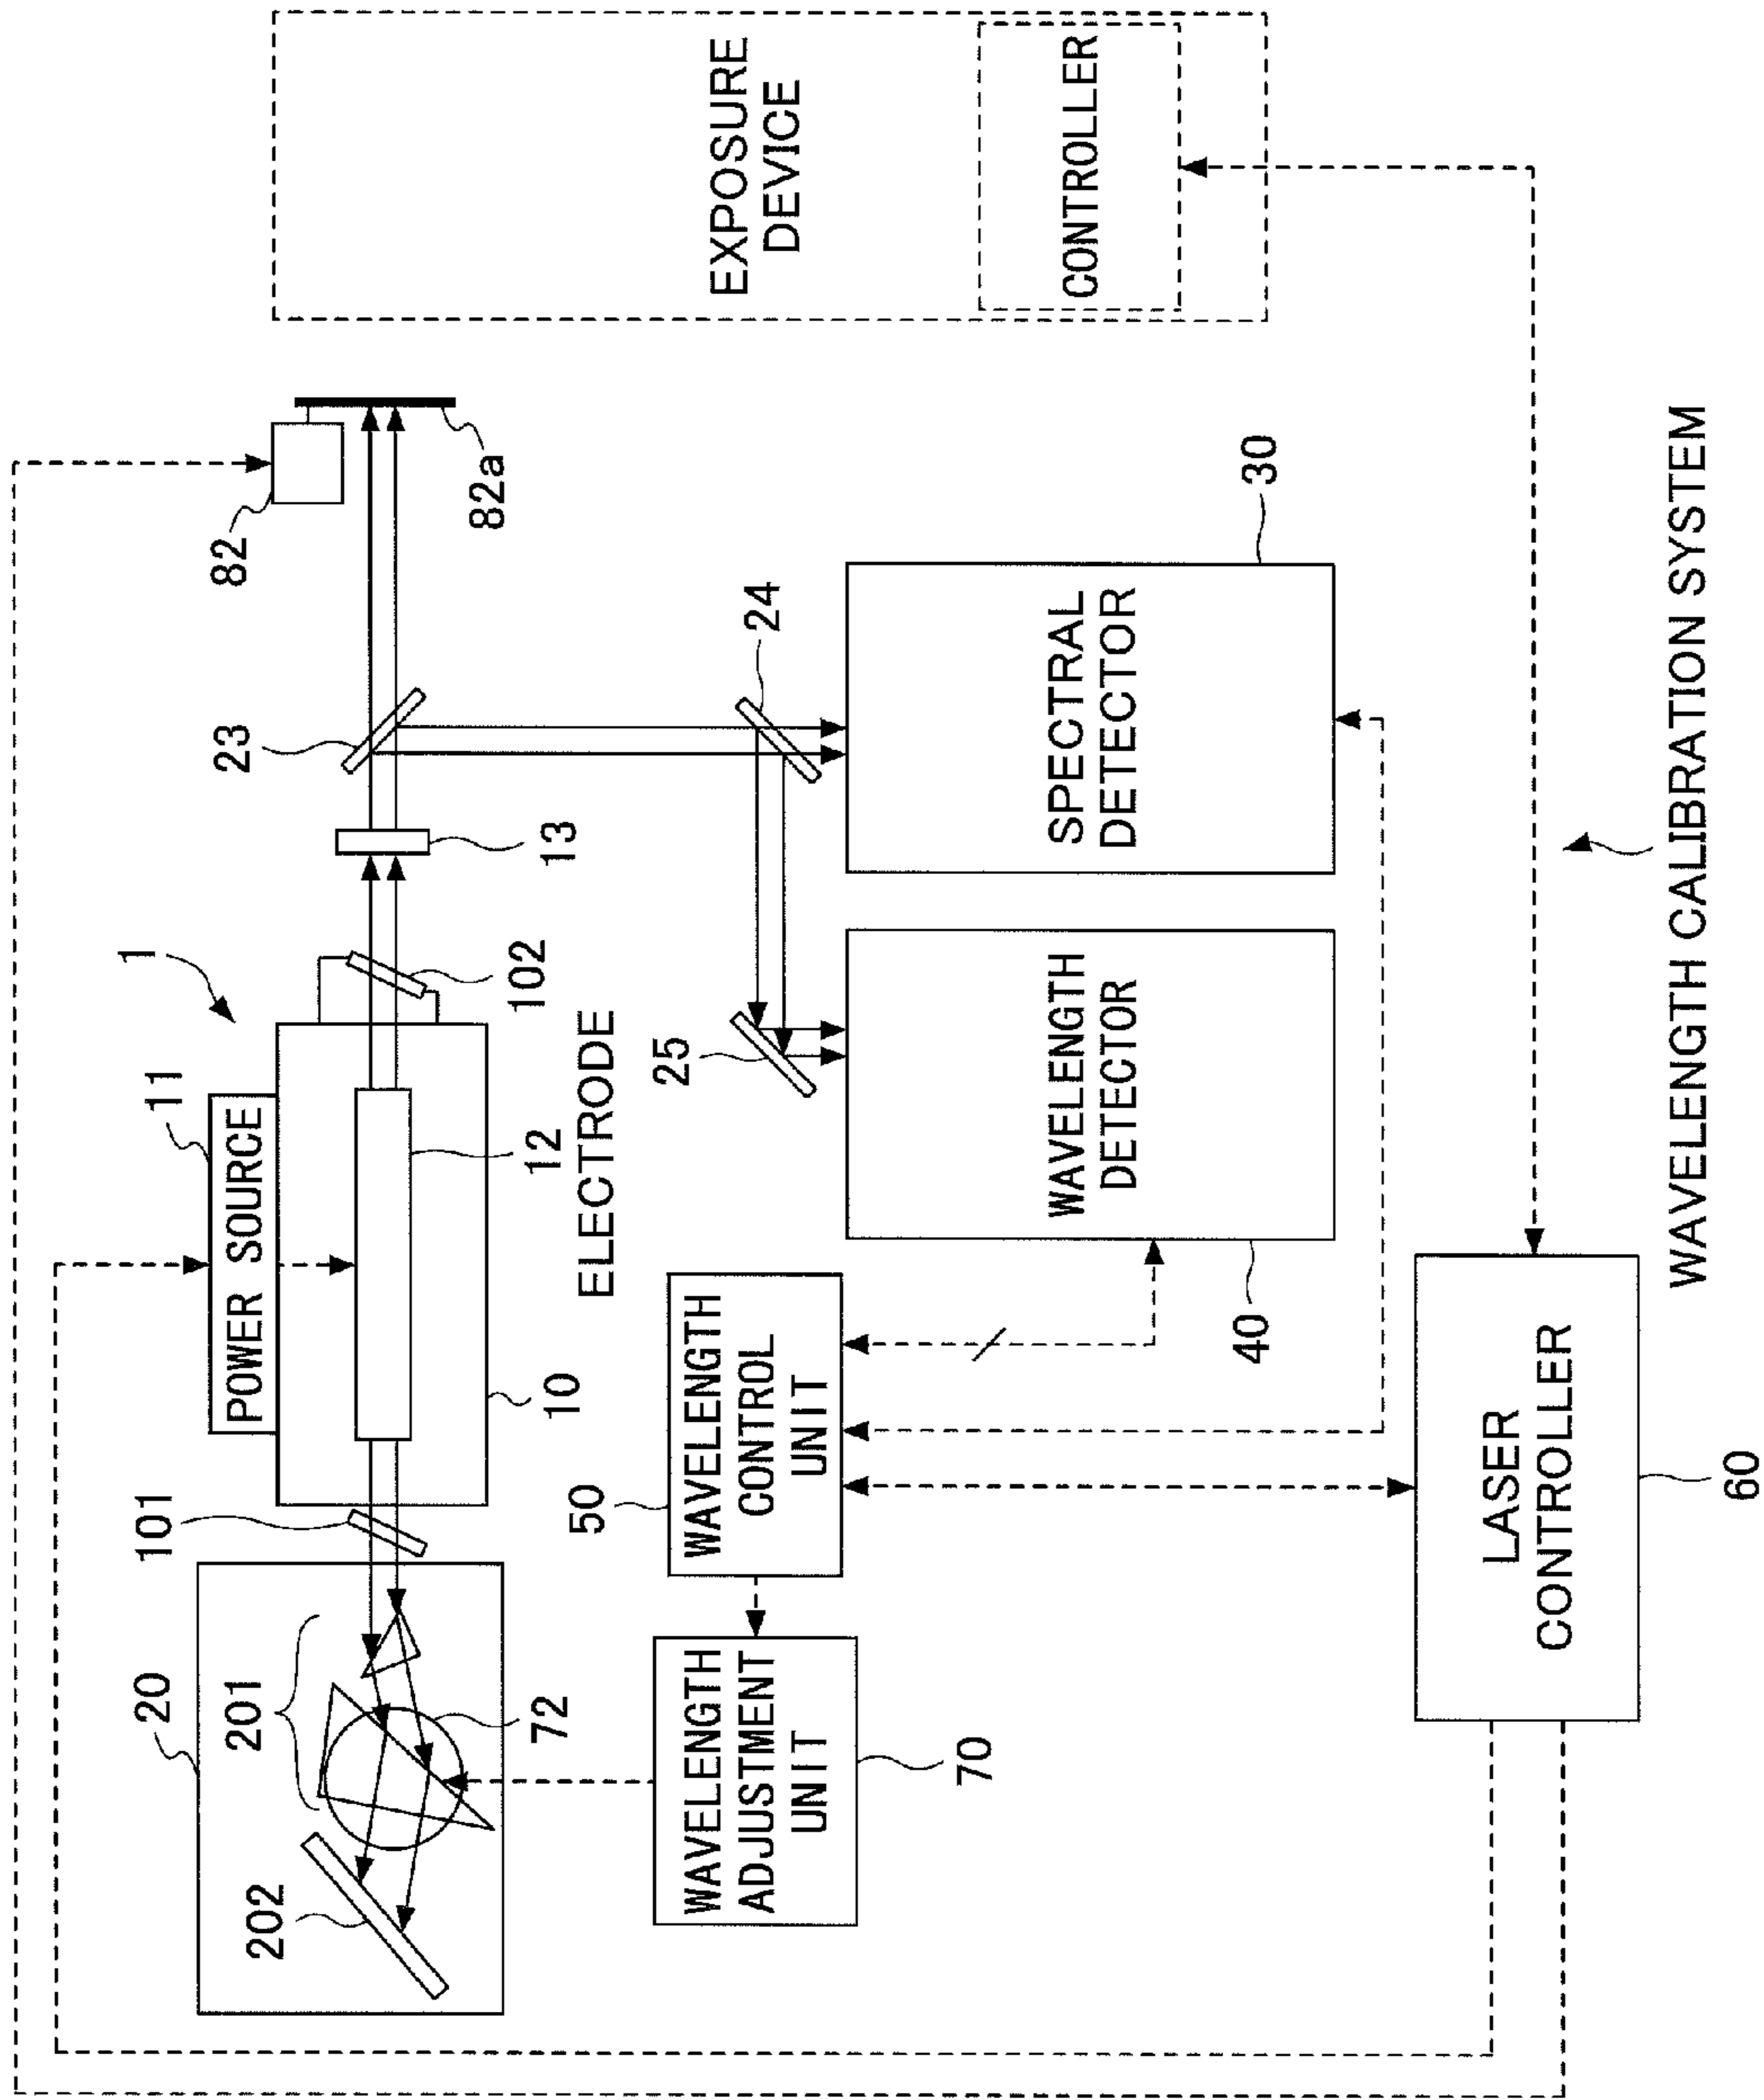 1
11
POWER SOURCE
82
82a
EXPOSURE
DEVICE
CONTROLLER
20
201
202
72
101
10
12
ELECTRODE
102
13
23
24
25
50
WAVELENGTH
CONTROL
UNIT
WAVELENGTH
ADJUSTMENT
UNIT
70
WAVELENGTH
DETECTOR
40
SPECTRAL
DETECTOR
30
LASER
CONTROLLER
60
WAVELENGTH CALIBRATION SYSTEM